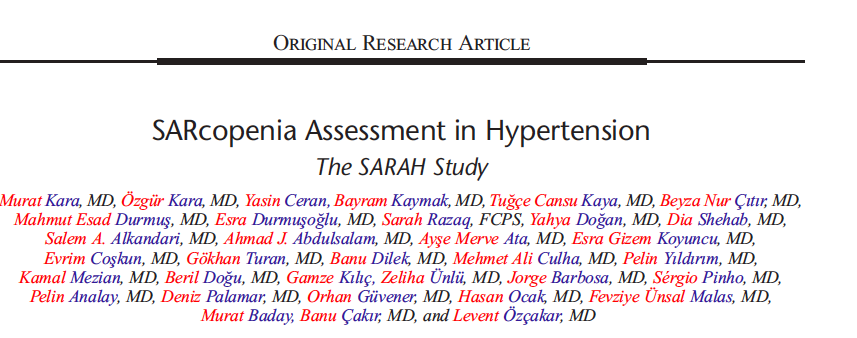 ORIGINAL RESEARCH ARTICLE
SARcopenia Assessment in Hypertension
The SARAH Study
Murat Kara, MD, Özgür Kara, MD, Yasin Ceran, Bayram Kaymak, MD, Tuğçe Cansu Kaya, MD, Beyza Nur Çıtır, MD,
Mahmut Esad Durmuş, MD, Esra Durmuşoğlu, MD, Sarah Razaq, FCPS, Yahya Doğan, MD, Dia Shehab, MD,
Salem A. Alkandari, MD, Ahmad J. Abdulsalam, MD, Ayşe Merve Ata, MD, Esra Gizem Koyuncu, MD,
Evrim Coşkun, MD, Gökhan Turan, MD, Banu Dilek, MD, Mehmet Ali Culha, MD, Pelin Yıldırım, MD,
Kamal Mezian, MD, Beril Doğu, MD, Gamze Kılıç, Zeliha Ünlü, MD, Jorge Barbosa, MD, Sérgio Pinho, MD,
Pelin Analay, MD, Deniz Palamar, MD, Orhan Güvener, MD, Hasan Ocak, MD, Fevziye Ünsal Malas, MD,
Murat Baday, Banu Çakır, MD, and Levent Özçakar, MD